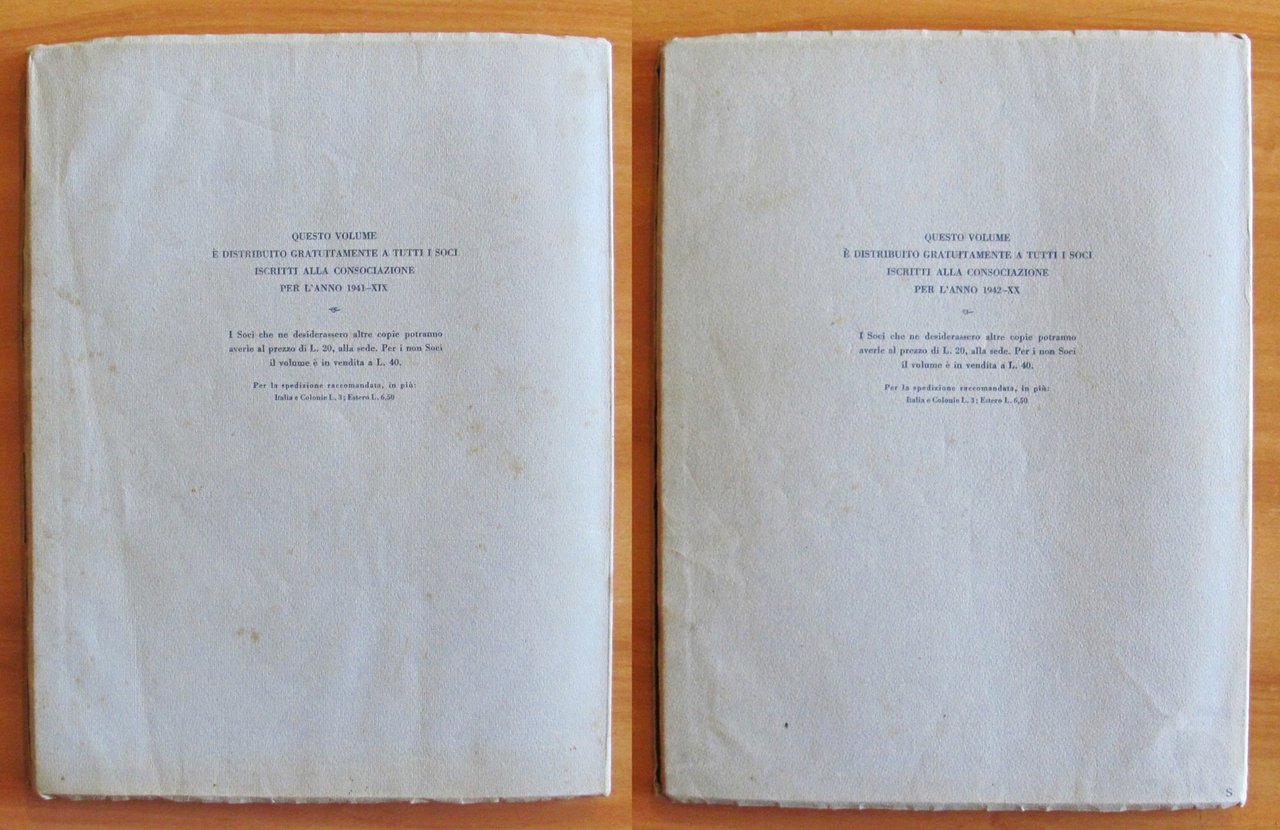 QUESTO VOLUME
È DISTRIBUITO GRATUITAMENTE A TUTTI I SOCI
ISCRITTI ALLA CONSOCIAZIONE
PER L'ANNO 1941-XIX
I Soci che ne desiderassero altre copie potranno
averle al prezzo di L. 20, alla sede. Per i non Soci
il volume è in vendita a L. 40.
Per la spedizione raccomandata, in più:
Italia e Colonie L. 3; Estero L. 6,50
QUESTO VOLUME
È DISTRIBUITO GRATUITAMENTE A TUTTI I SOCI
ISCRITTI ALLA CONSOCIAZIONE
PER L'ANNO 1942-XX
I Soci che ne desiderassero altre copie potranno
averle al prezzo di L. 20, alla sede. Per i non Soci
il volume è in vendita a L. 40.
Per la spedizione raccomandata, in più:
Italia e Colonie L. 3; Estero L. 6,50
S